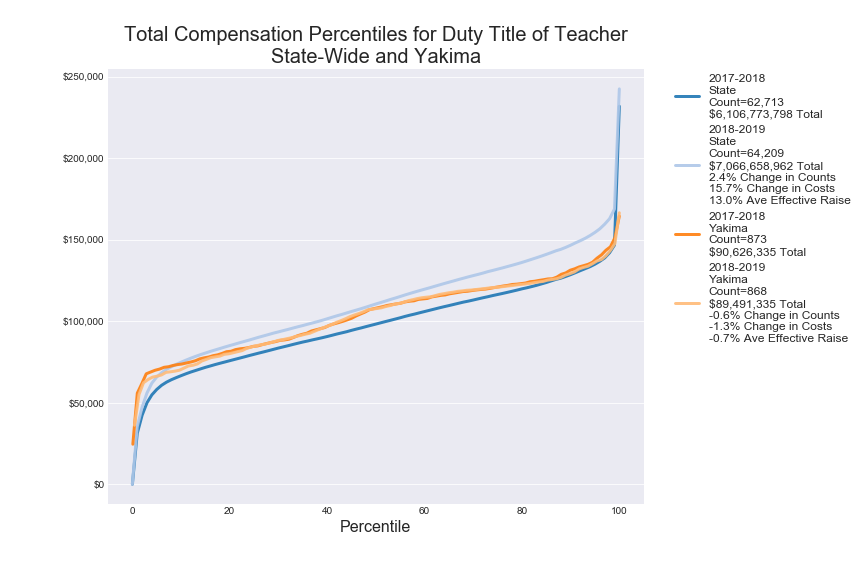 Total Compensation Percentiles for Duty Title of Teacher
State-Wide and Yakima
$250,000
$200,000
$150,000
$100,000
$50,000
$0
0 20 40 60 80 100
Percentile
2017-2018
State
Count=62,713
$6,106,773,798 Total
2018-2019
State
Count=64,209
$7,066,658,962 Total
2.4% Change in Counts
15.7% Change in Costs
13.0% Ave Effective Raise
2017-2018
Yakima
Count=873
$90,626,335 Total
2018-2019
Yakima
Count=868
$89,491,335 Total
-0.6% Change in Counts
-1.3% Change in Costs
-0.7% Ave Effective Raise